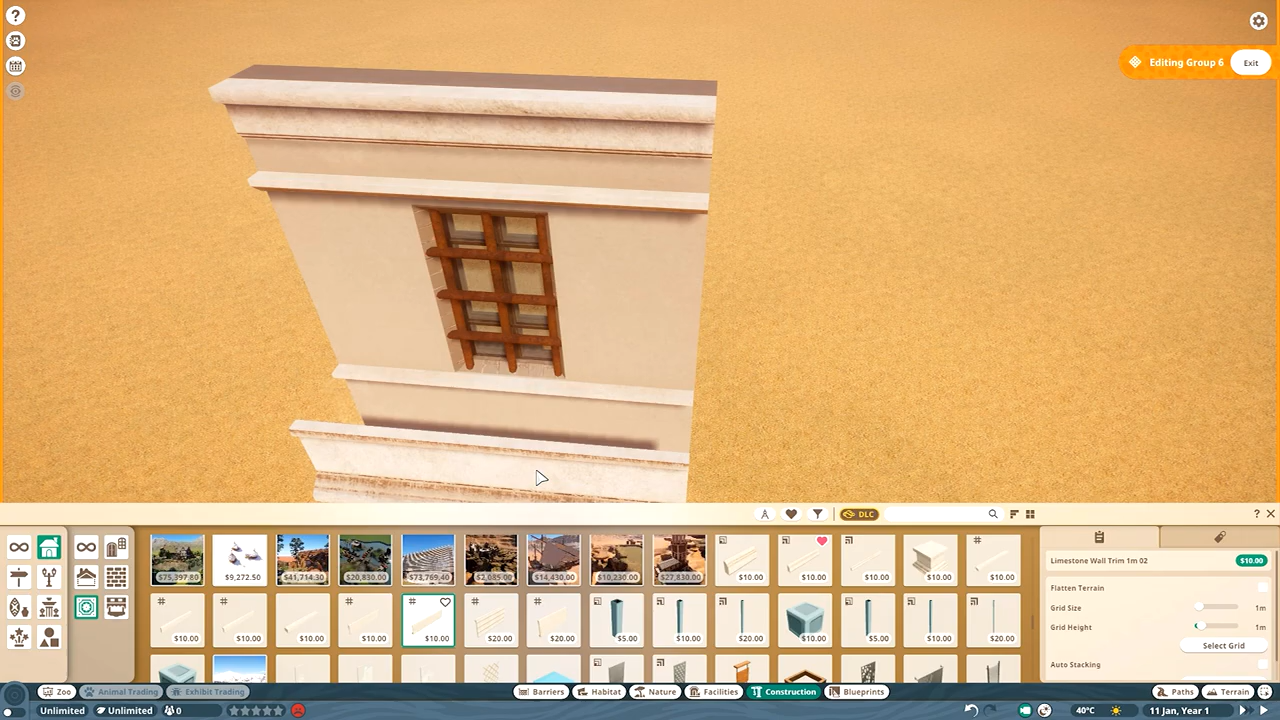 ?
Editing Group 6 Exit
DLC
?
$75,397.80 $9,272.50 $41,714.30 $20,830.00 $73,769.40 $2,085.00 $14,430.00 $10,230.00 $27,830.00 $10.00 $10.00 $10.00 $10.00 $10.00
$10.00 $10.00 $10.00 $10.00 $10.00 $20.00 $20.00 $5.00 $10.00 $20.00 $10.00 $5.00 $10.00 $20.00
Limestone Wall Trim 1m 02 $10.00
Flatten Terrain
Grid Size 1m
Grid Height 1m
Select Grid
Auto Stacking
Zoo Animal Trading Exhibit Trading Barriers Habitat Nature Facilities Construction Blueprints Paths Terrain
Unlimited Unlimited 0 40°C 11 Jan, Year 1